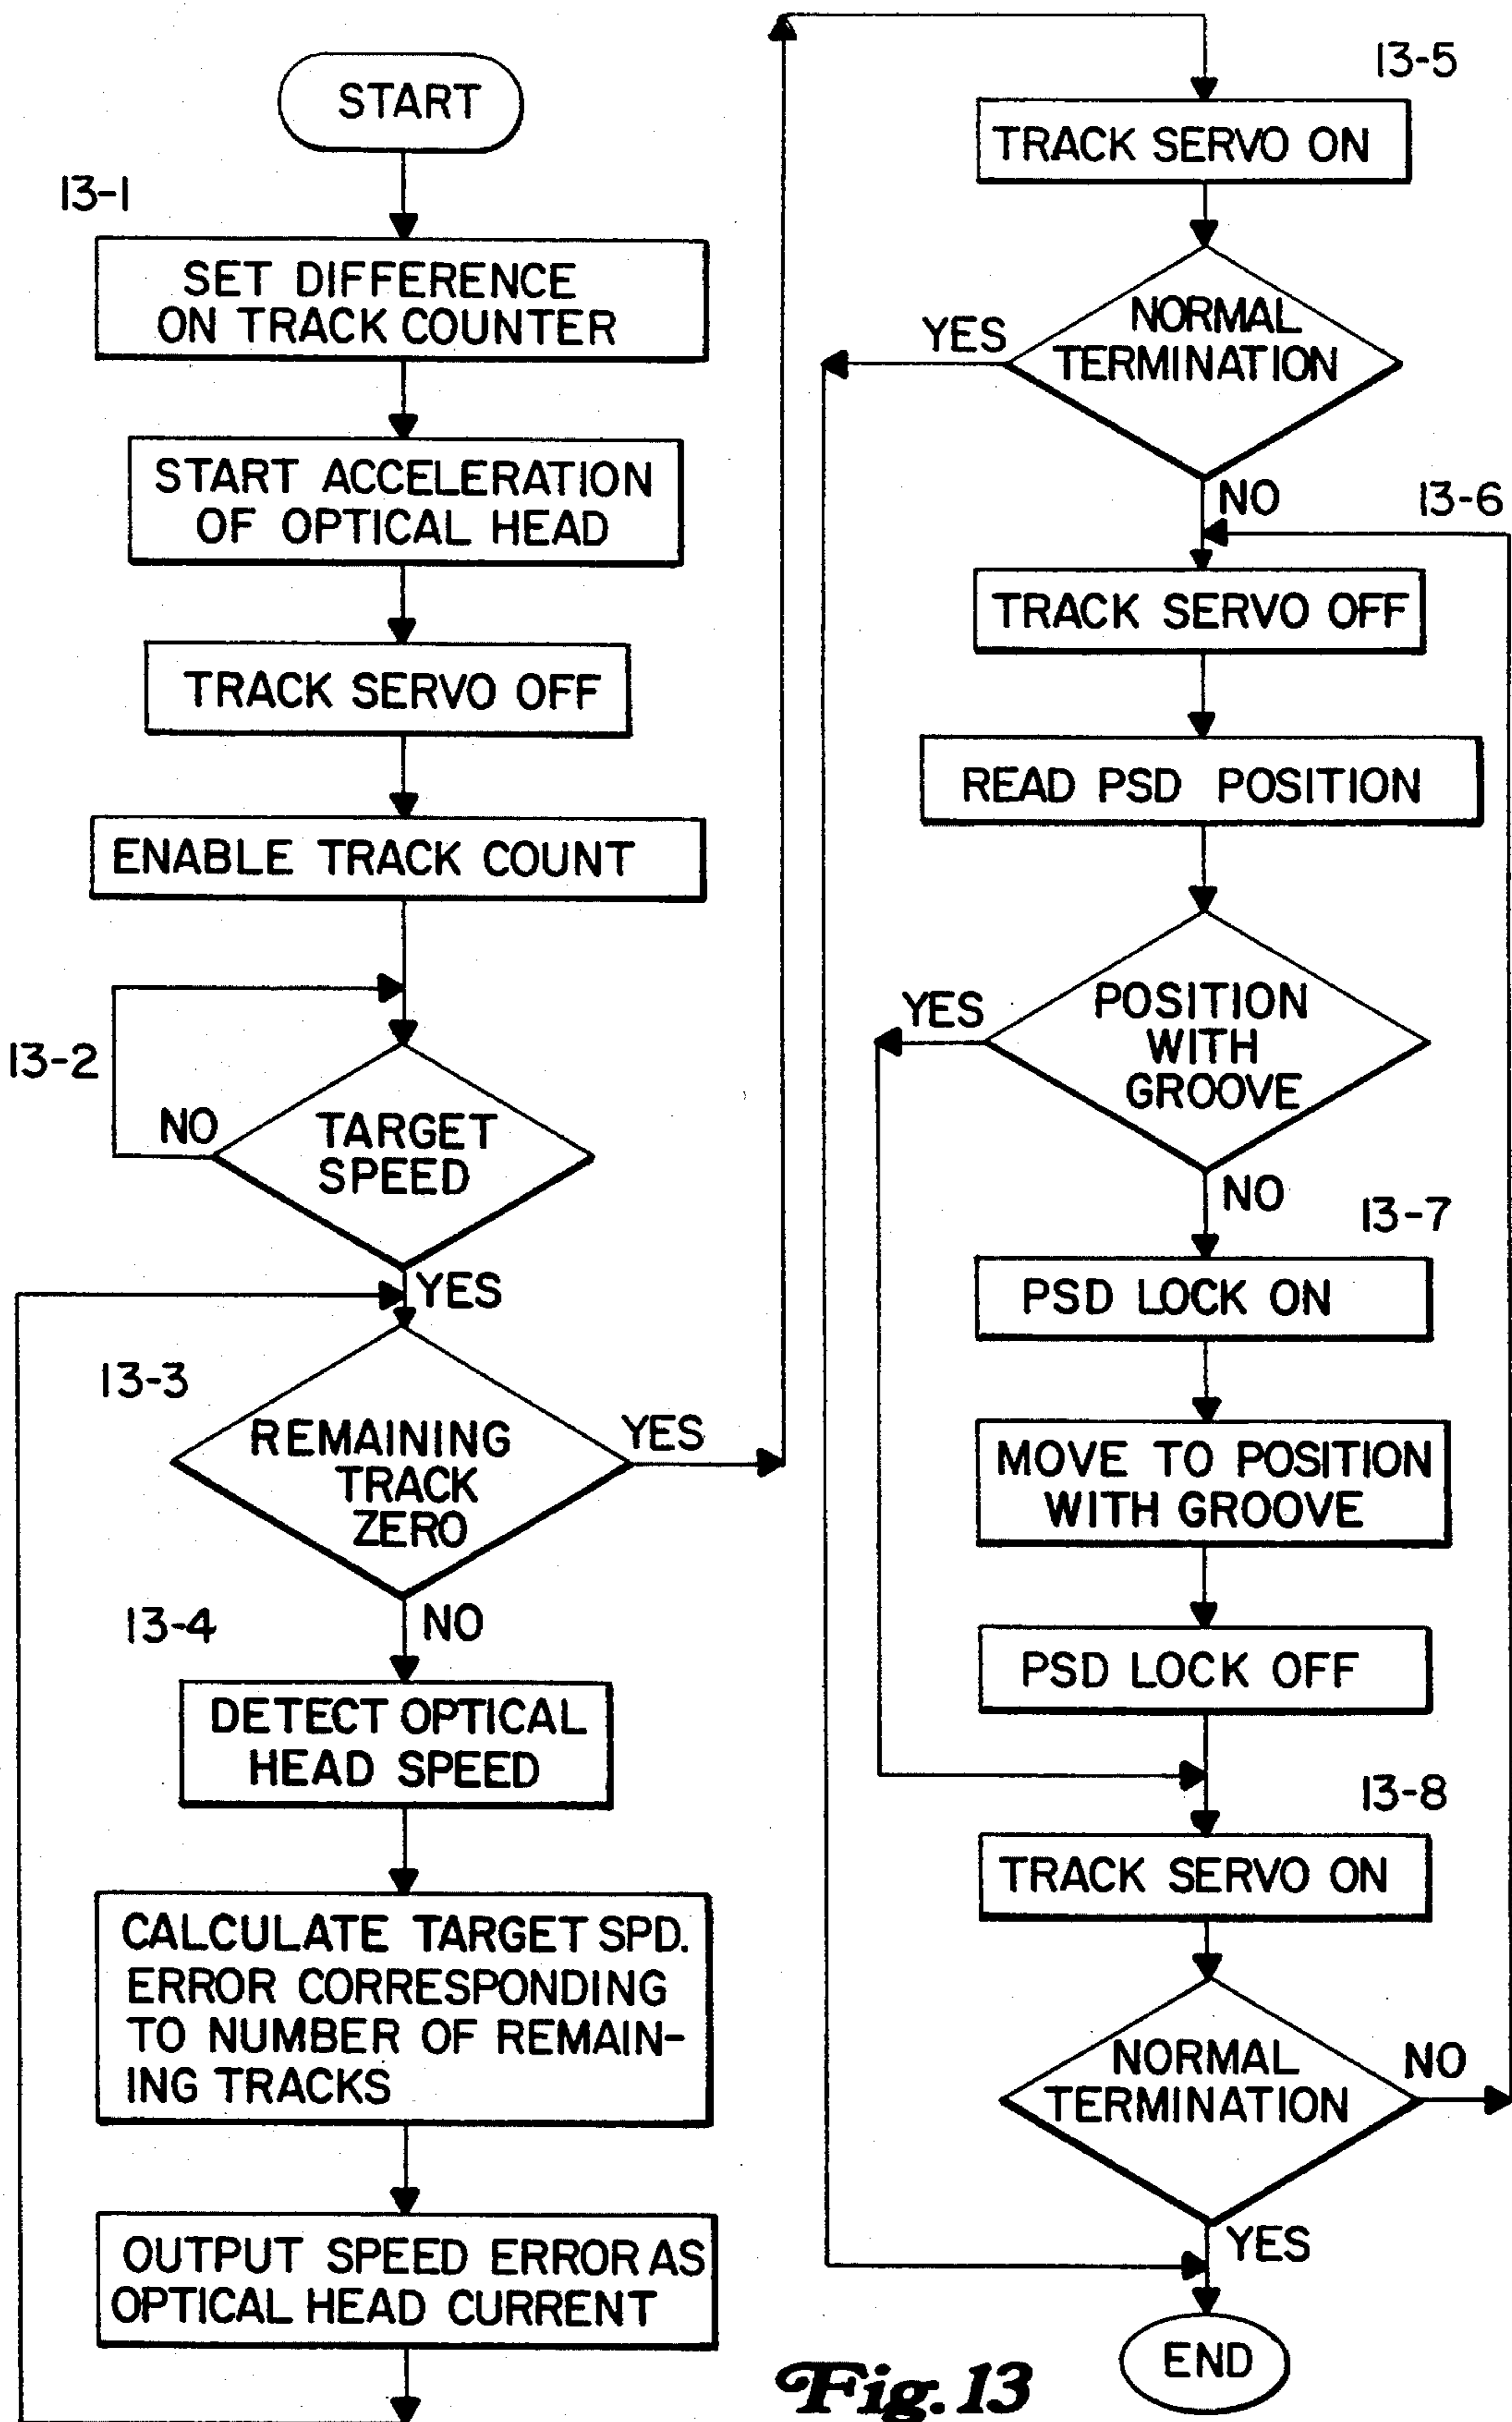 START
13-1
SET DIFFERENCE
ON TRACK COUNTER
START ACCELERATION
OF OPTICAL HEAD
TRACK SERVO OFF
ENABLE TRACK COUNT
13-2
NO
TARGET
SPEED
YES
13-3
REMAINING
TRACK
ZERO
YES
NO
13-4
DETECT OPTICAL
HEAD SPEED
CALCULATE TARGET SPD.
ERROR CORRESPONDING
TO NUMBER OF REMAIN-
ING TRACKS
OUTPUT SPEED ERROR AS
OPTICAL HEAD CURRENT
13-5
TRACK SERVO ON
YES
NORMAL
TERMINATION
NO
13-6
TRACK SERVO OFF
READ PSD POSITION
YES
POSITION
WITH
GROOVE
NO
13-7
PSD LOCK ON
MOVE TO POSITION
WITH GROOVE
PSD LOCK OFF
13-8
TRACK SERVO ON
NORMAL
TERMINATION
NO
YES
END
Fig. 13